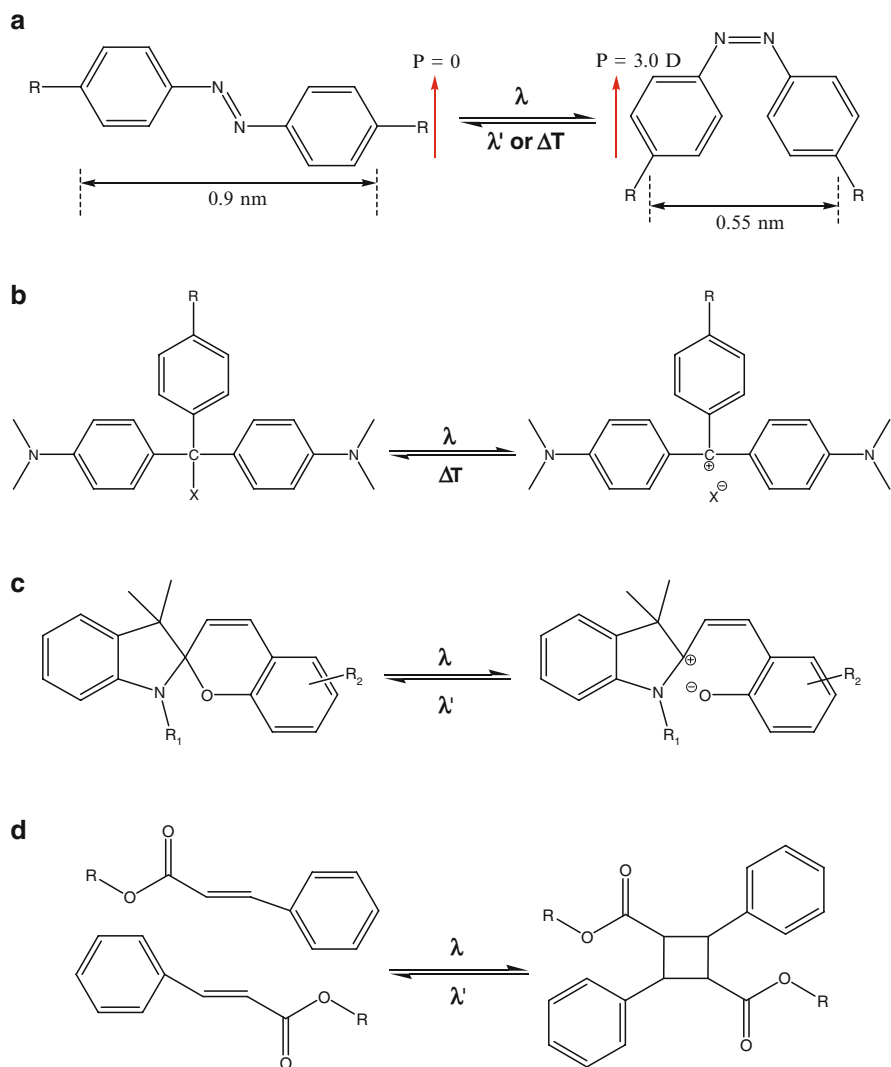 a
P = 0
P = 3.0 D
N N
R N
N
λ
R
λ' or ΔT
R R
0.9 nm
0.55 nm
b
R R
N C N
λ
N C N
⊕
X
ΔT
X⊖
c
λ
⊕
N O R2
λ'
N ⊖O R2
R1 R1
d
O
R O
O
R O
λ
O R
λ'
O R
O
O